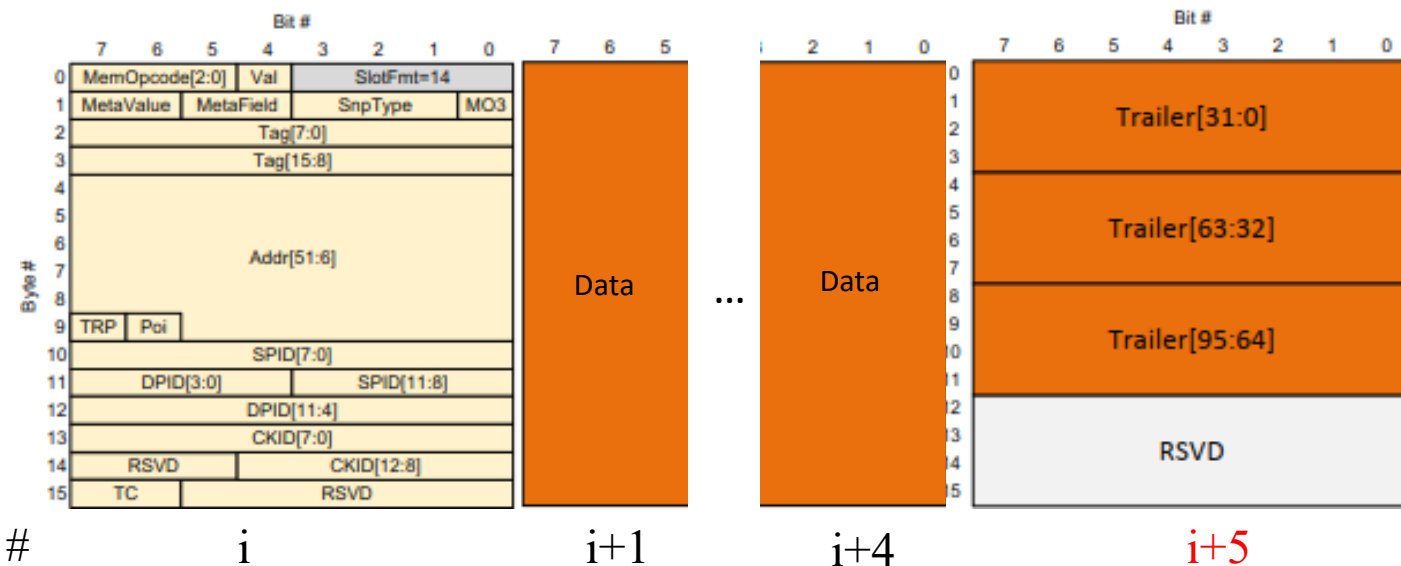 Bit #
7 6 5 4 3 2 1 0
7 6 5
2 1 0
Bit #
7 6 5 4 3 2 1 0
Byte #
0 MemOpcode[2:0] Val SlotFmt=14
1 MetaValue MetaField SnpType MO3
2 Tag[7:0]
3 Tag[15:8]
4
5
6
7
8
Addr[51:6]
9 TRP Poi
10 SPID[7:0]
11 DPID[3:0] SPID[11:8]
12 DPID[11:4]
13 CKID[7:0]
14 RSVD CKID[12:8]
15 TC RSVD
Data
...
Data
0
1
2
3
Trailer[31:0]
4
5
6
7
Trailer[63:32]
8
9
10
11
Trailer[95:64]
12
13
14
15
RSVD
# i i+1 i+4 i+5